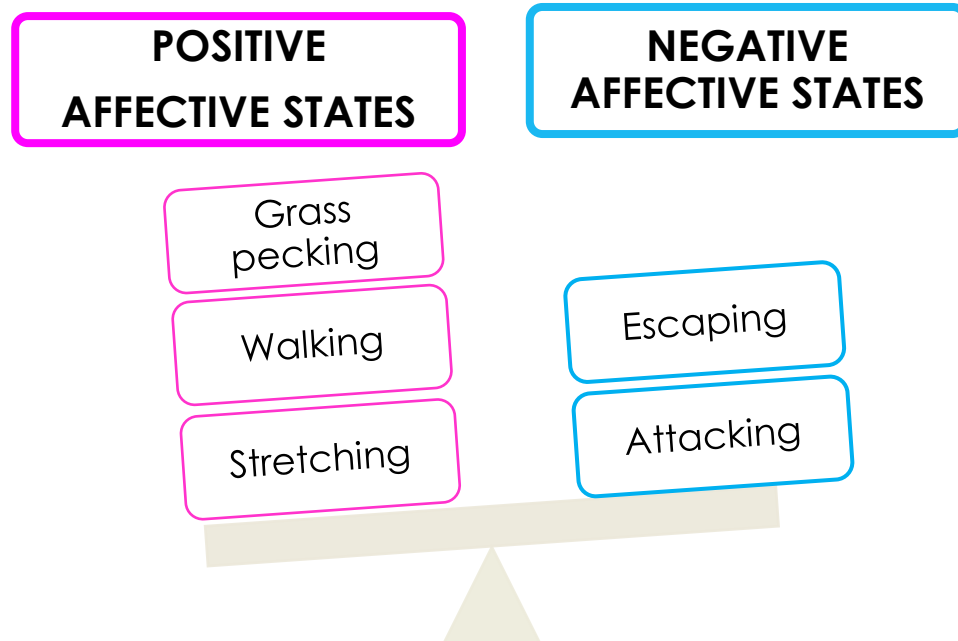 POSITIVE
AFFECTIVE STATES
NEGATIVE
AFFECTIVE STATES
Grass
pecking
Walking
Stretching
Escaping
Attacking